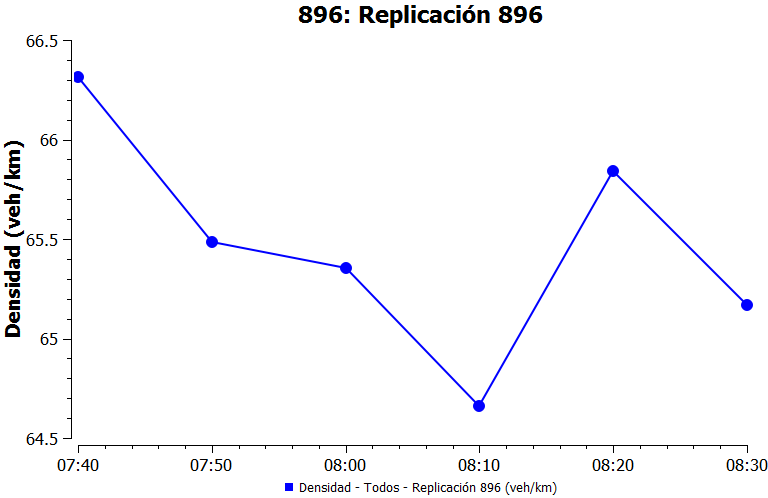 896: Replicación 896
Densidad (veh/km)
66.5
66
65.5
65
64.5
07:40 07:50 08:00 08:10 08:20 08:30
Densidad - Todos - Replicación 896 (veh/km)